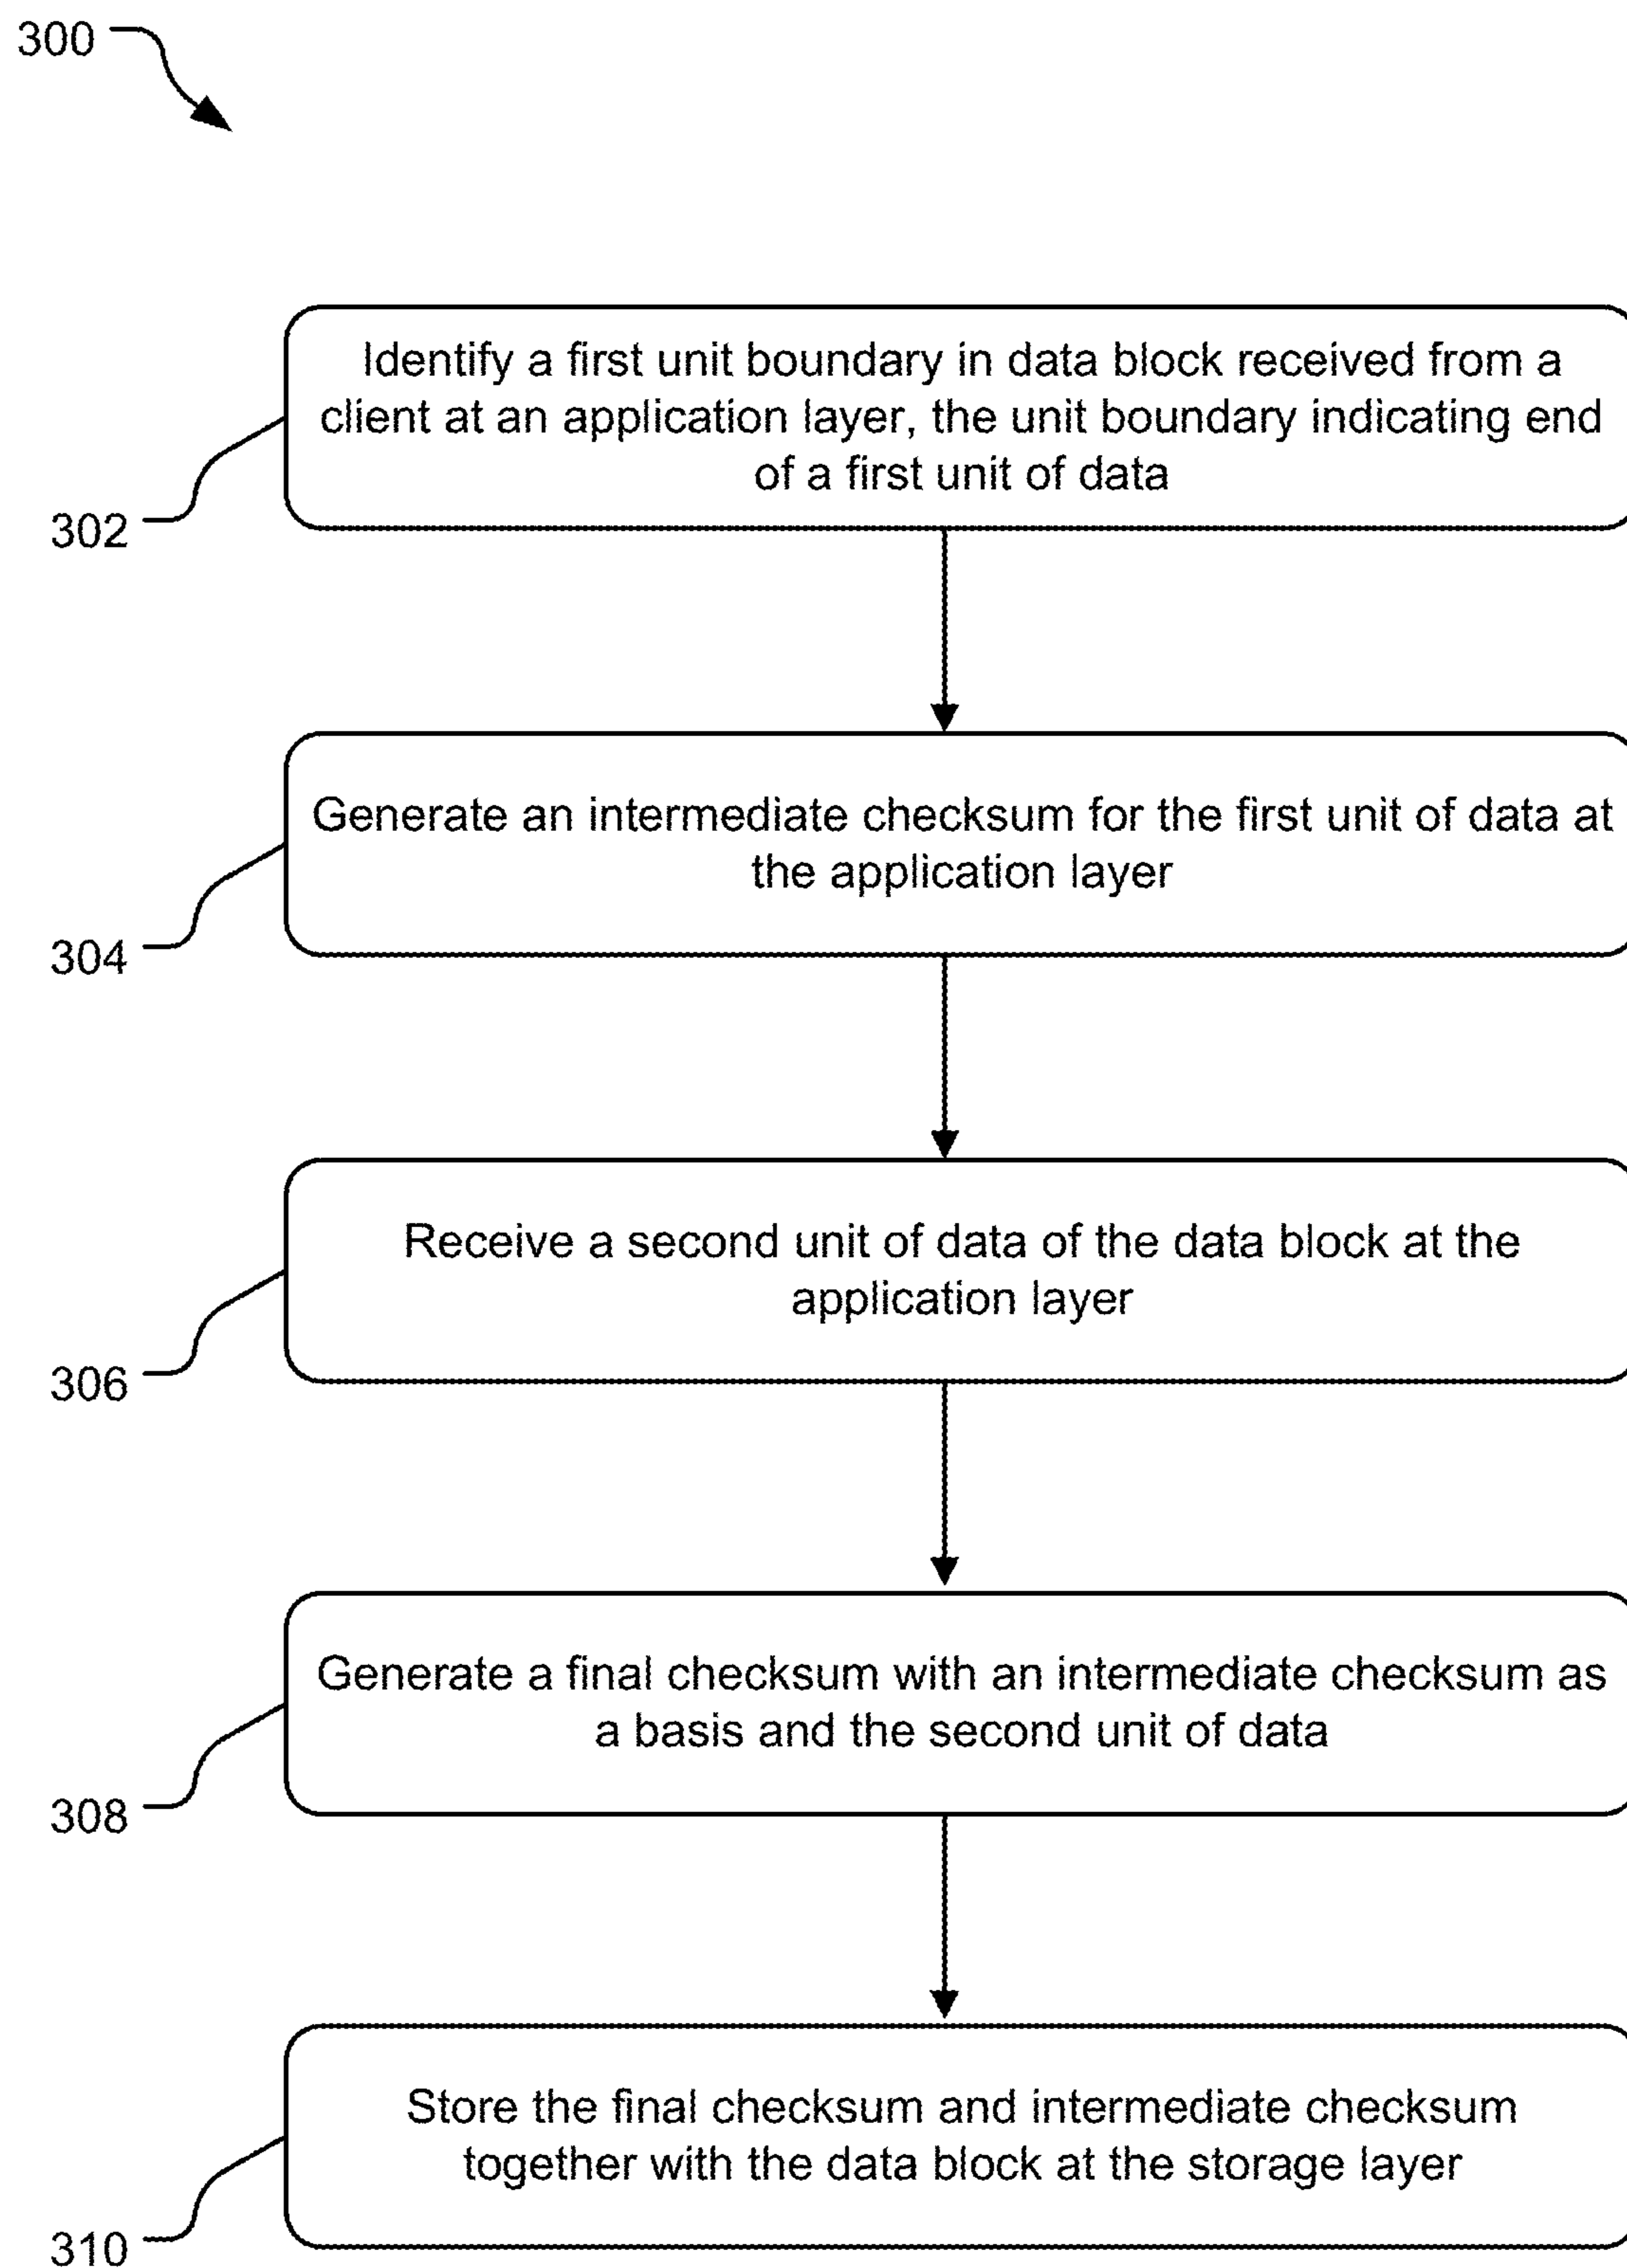 300
Identify a first unit boundary in data block received from a
client at an application layer, the unit boundary indicating end
of a first unit of data
302
Generate an intermediate checksum for the first unit of data at
the application layer
304
Receive a second unit of data of the data block at the
application layer
306
Generate a final checksum with an intermediate checksum as
a basis and the second unit of data
308
Store the final checksum and intermediate checksum
together with the data block at the storage layer
310